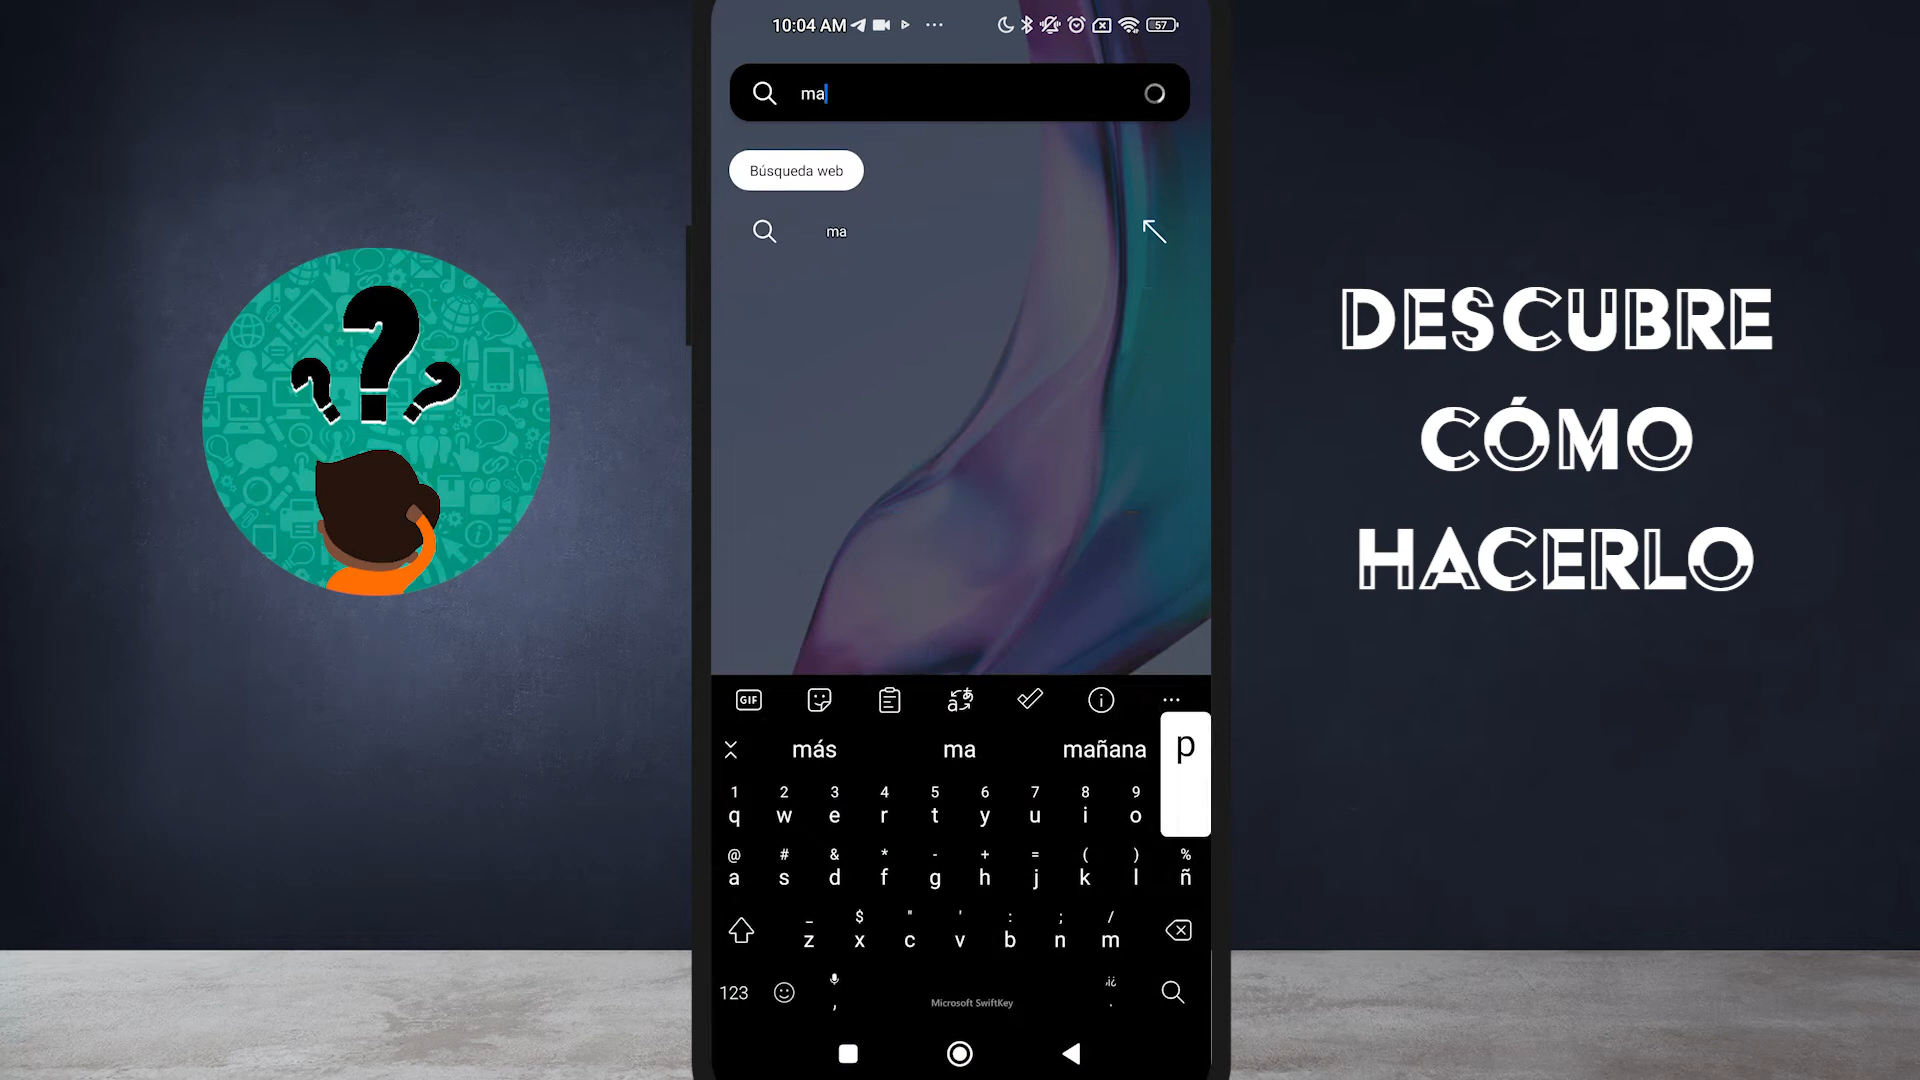 10:04 AM
57
ma
Búsqueda web
ma
DESCUBRE
CÓMO
HACERLO
GIF
más ma mañana p
1 2 3 4 5 6 7 8 9
q w e r t y u i o
@ # & * - + = ( ) %
a s d f g h j k l ñ
_ $ " ' : ; /
z x c v b n m
123 , Microsoft SwiftKey .